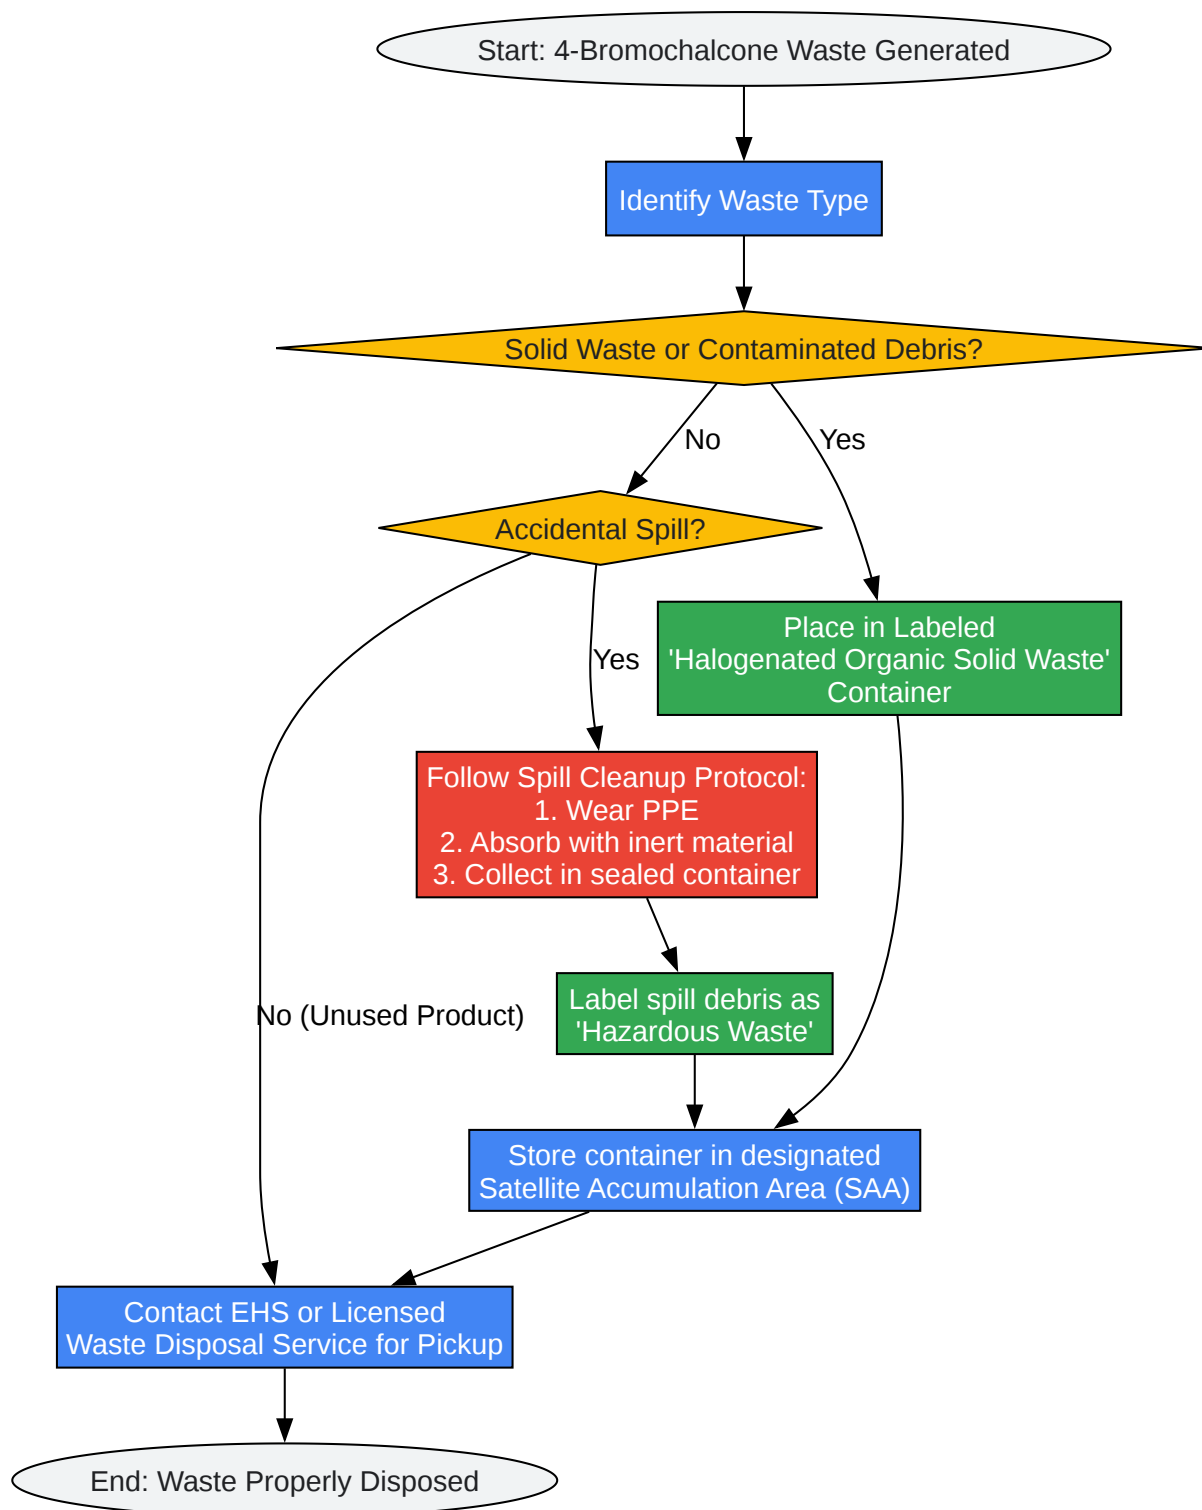 Start: 4-Bromochalcone Waste Generated
Identify Waste Type
Solid Waste or Contaminated Debris?
No
Yes
Accidental Spill?
Place in Labeled
'Halogenated Organic Solid Waste'
Container
Yes
Follow Spill Cleanup Protocol:
1. Wear PPE
2. Absorb with inert material
3. Collect in sealed container
Label spill debris as
'Hazardous Waste'
No (Unused Product)
Store container in designated
Satellite Accumulation Area (SAA)
Contact EHS or Licensed
Waste Disposal Service for Pickup
End: Waste Properly Disposed